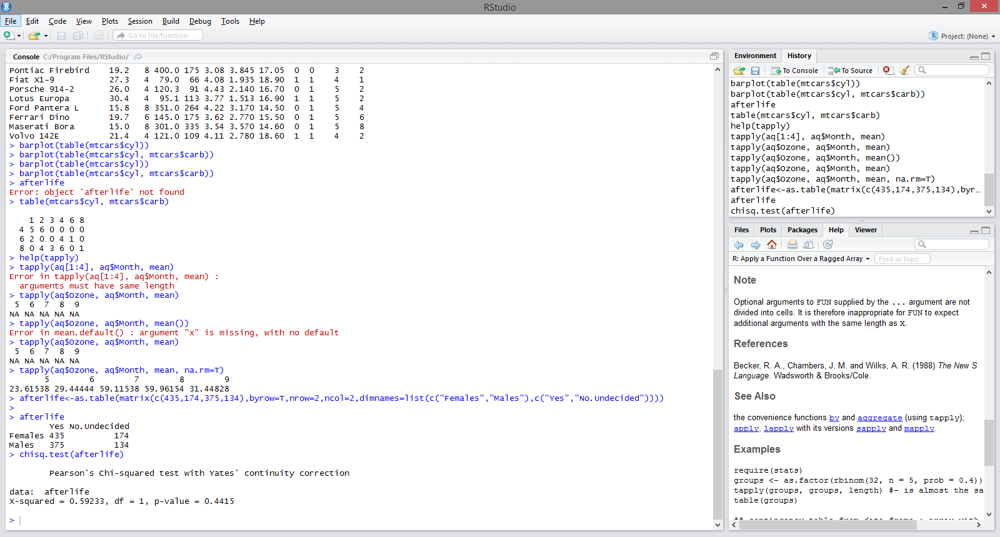 RStudio
File Edit Code View Plots Session Build Debug Tools Help
Go to file/function
Project: (None)
Console C:/Program Files/RStudio/
Pontiac Firebird    19.2   8 400.0 175 3.08 3.845 17.05  0  0    3    2
Fiat X1-9           27.3   4  79.0  66 4.08 1.935 18.90  1  1    4    1
Porsche 914-2       26.0   4 120.3  91 4.43 2.140 16.70  0  1    5    2
Lotus Europa        30.4   4  95.1 113 3.77 1.513 16.90  1  1    5    2
Ford Pantera L      15.8   8 351.0 264 4.22 3.170 14.50  0  1    5    4
Ferrari Dino        19.7   6 145.0 175 3.62 2.770 15.50  0  1    5    6
Maserati Bora       15.0   8 301.0 335 3.54 3.570 14.60  0  1    5    8
Volvo 142E          21.4   4 121.0 109 4.11 2.780 18.60  1  1    4    2
> barplot(table(mtcars$cyl))
> barplot(table(mtcars$cyl, mtcars$carb))
> barplot(table(mtcars$cyl))
> barplot(table(mtcars$cyl, mtcars$carb))
> afterlife
Error: object 'afterlife' not found
> table(mtcars$cyl, mtcars$carb)
    1 2 3 4 6 8
  4 5 6 0 0 0 0
  6 2 0 0 4 1 0
  8 0 4 3 6 0 1
> help(tapply)
> tapply(aq[1:4], aq$Month, mean)
Error in tapply(aq[1:4], aq$Month, mean) :
  arguments must have same length
> tapply(aq$Ozone, aq$Month, mean)
 5  6  7  8  9
NA NA NA NA NA
> tapply(aq$Ozone, aq$Month, mean())
Error in mean.default() : argument "x" is missing, with no default
> tapply(aq$Ozone, aq$Month, mean)
 5  6  7  8  9
NA NA NA NA NA
> tapply(aq$Ozone, aq$Month, mean, na.rm=T)
       5        6        7        8        9
23.61538 29.44444 59.11538 59.96154 31.44828
> afterlife<-as.table(matrix(c(435,174,375,134),byrow=T,nrow=2,ncol=2,dimnames=list(c("Females","Males"),c("Yes","No.Undecided"))))
>
> afterlife
        Yes No.Undecided
Females 435          174
Males   375          134
> chisq.test(afterlife)
        Pearson's Chi-squared test with Yates' continuity correction
data:  afterlife
X-squared = 0.59233, df = 1, p-value = 0.4415
>
Environment History
To Console To Source
barplot(table(mtcars$cyl))
barplot(table(mtcars$cyl, mtcars$carb))
afterlife
table(mtcars$cyl, mtcars$carb)
help(tapply)
tapply(aq[1:4], aq$Month, mean)
tapply(aq$Ozone, aq$Month, mean)
tapply(aq$Ozone, aq$Month, mean())
tapply(aq$Ozone, aq$Month, mean)
tapply(aq$Ozone, aq$Month, mean, na.rm=T)
afterlife<-as.table(matrix(c(435,174,375,134),byr…
afterlife
chisq.test(afterlife)
Files Plots Packages Help Viewer
R: Apply a Function Over a Ragged Array Find in Topic
Note
Optional arguments to FUN supplied by the ... argument are not
divided into cells. It is therefore inappropriate for FUN to expect
additional arguments with the same length as X.
References
Becker, R. A., Chambers, J. M. and Wilks, A. R. (1988) The New S
Language. Wadsworth & Brooks/Cole.
See Also
the convenience functions by and aggregate (using tapply);
apply, lapply with its versions sapply and mapply.
Examples
require(stats)
groups <- as.factor(rbinom(32, n = 5, prob = 0.4))
tapply(groups, groups, length) #- is almost the sa
table(groups)